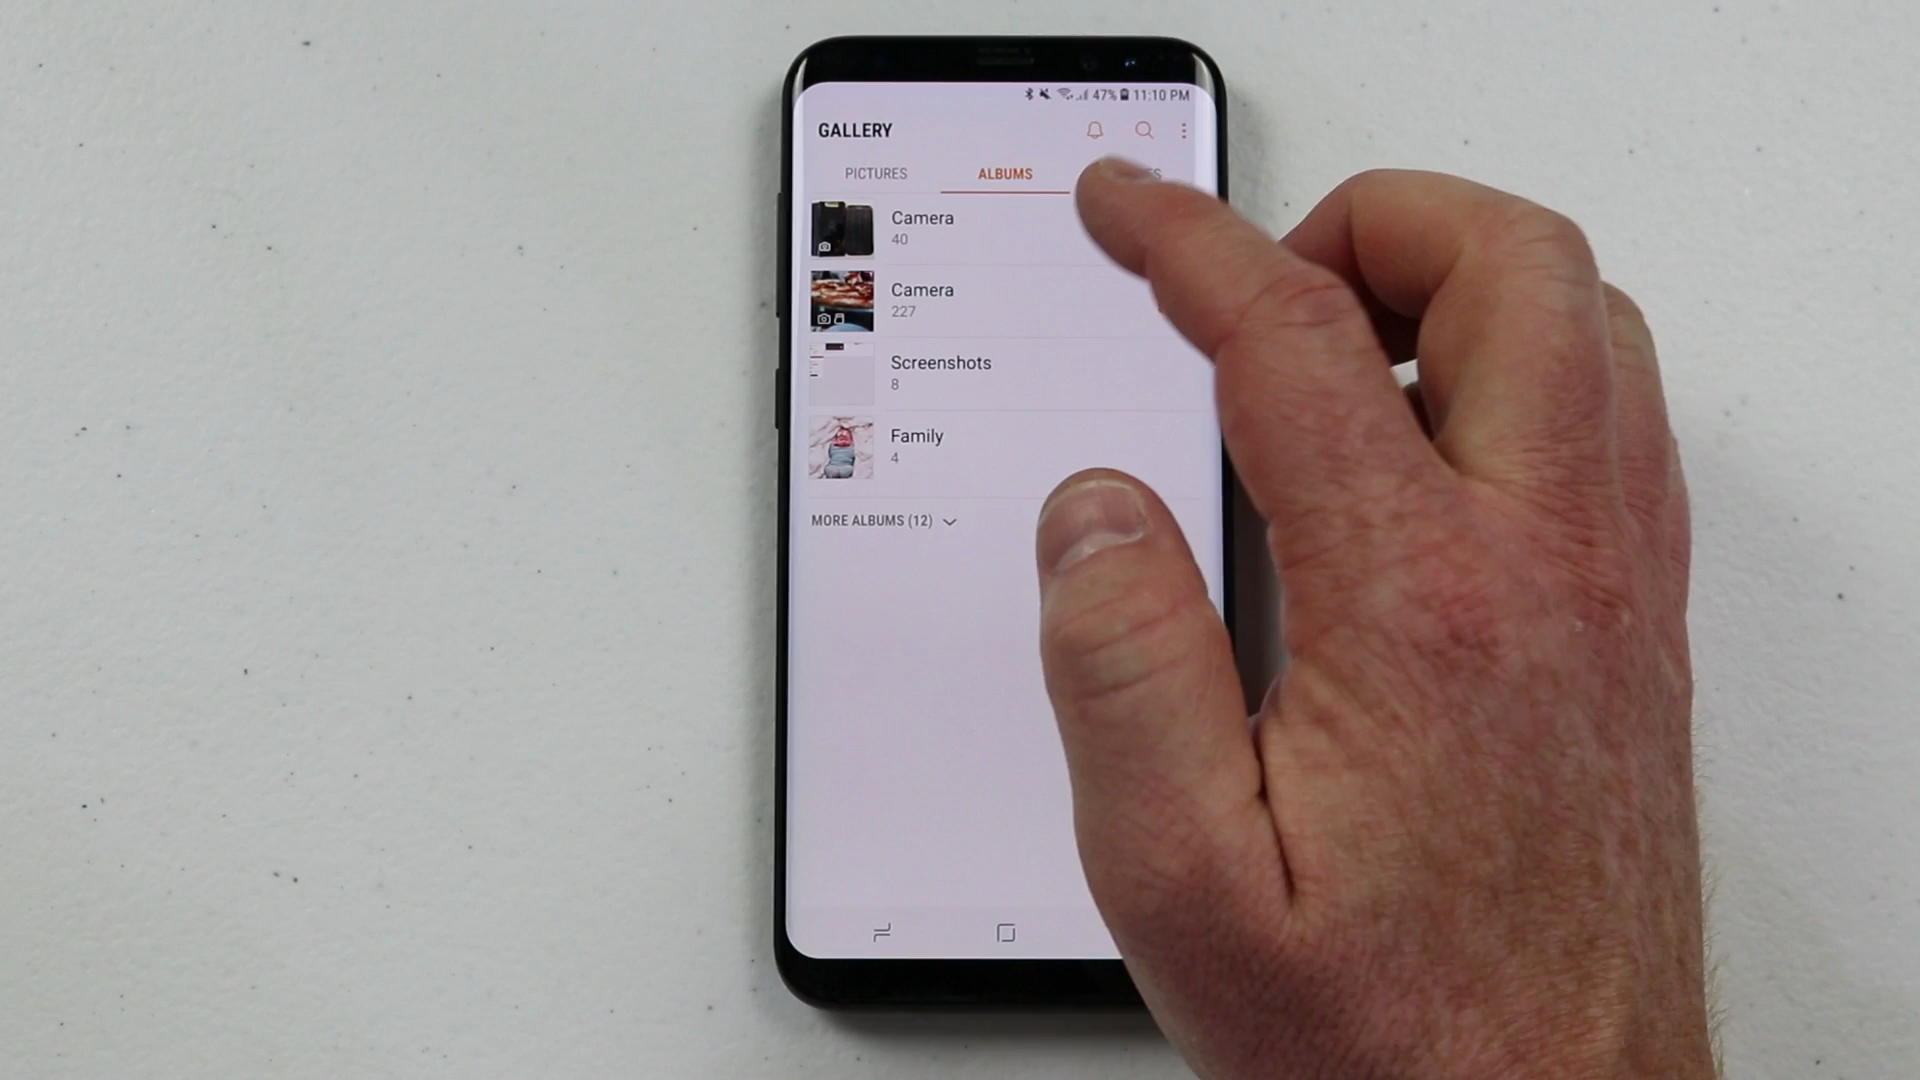 47% 11:10 PM
GALLERY
PICTURES ALBUMS
Camera
40
Camera
227
Screenshots
8
Family
4
MORE ALBUMS (12)